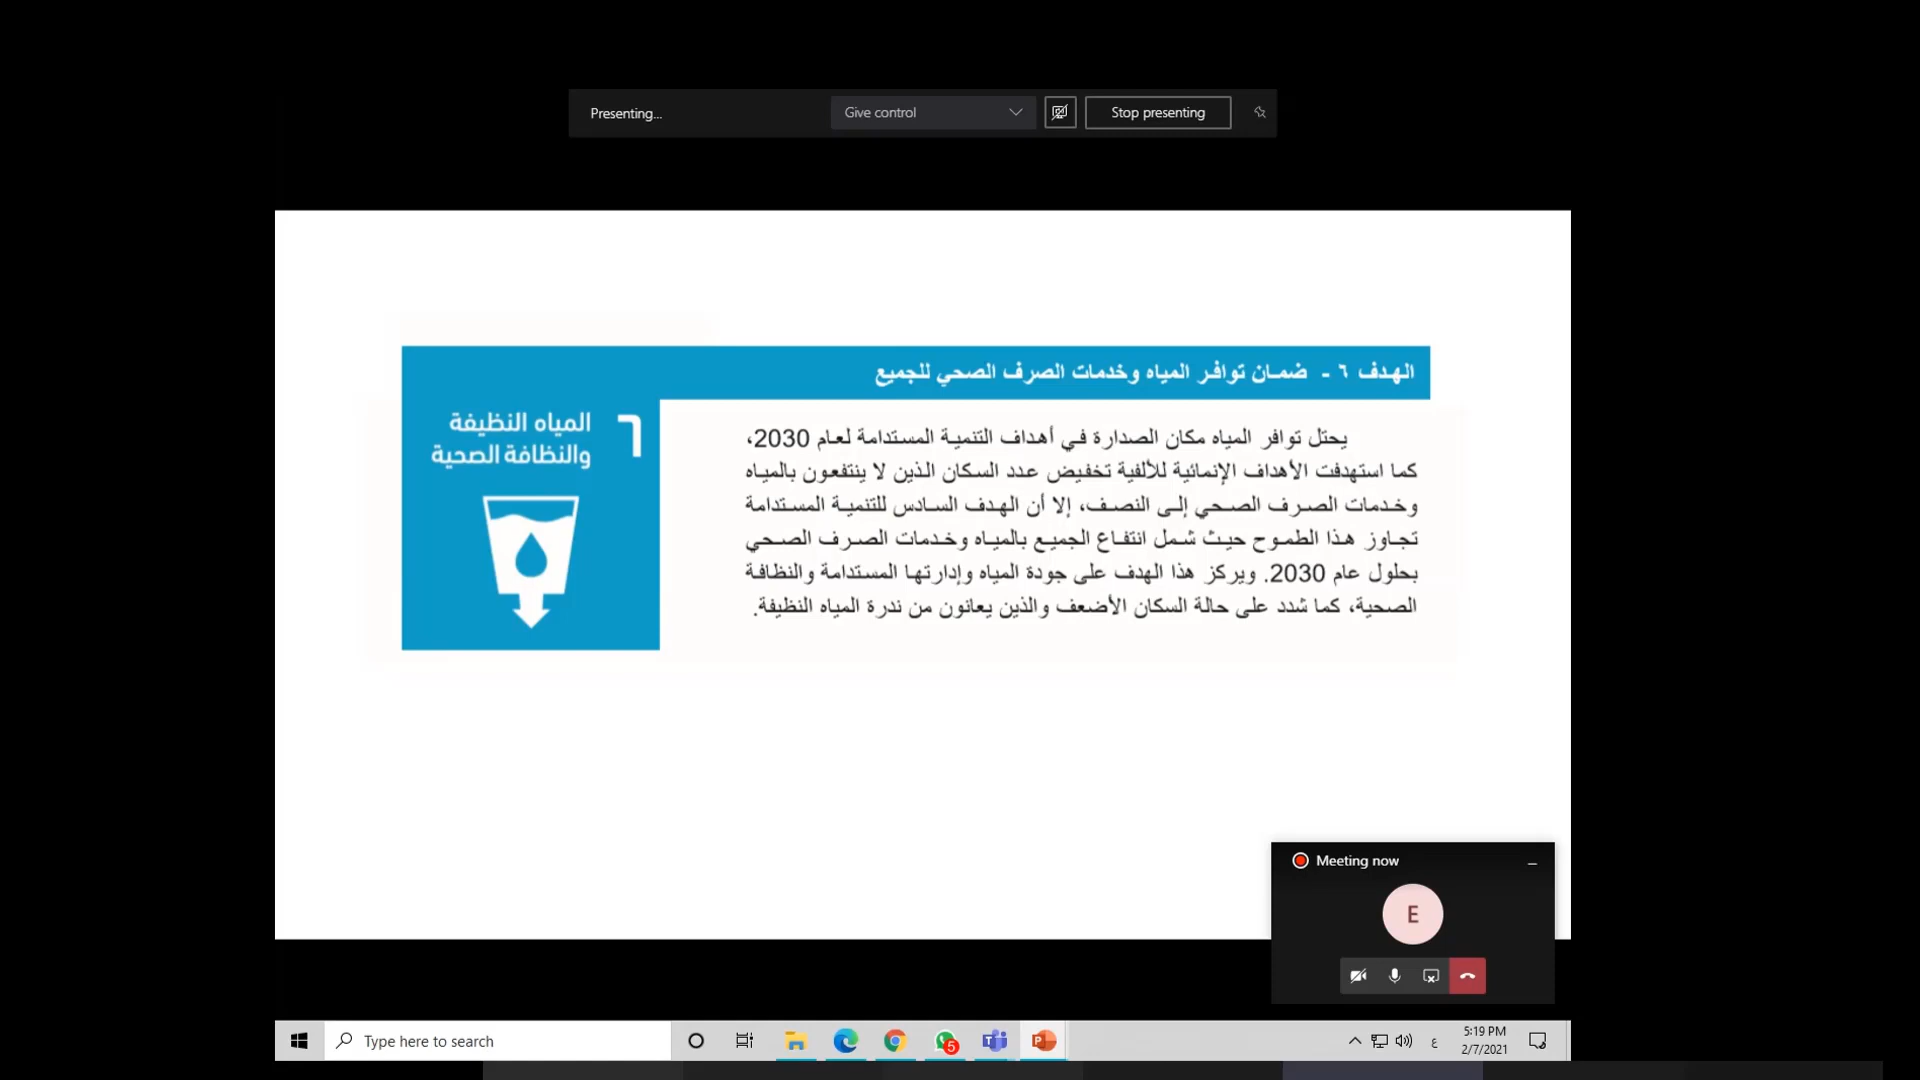 Presenting...
Give control
Stop presenting
الهدف ٦ - ضمان توافر المياه وخدمات الصرف الصحي للجميع
٦
المياه النظيفة
والنظافة الصحية
يحتل توافر المياه مكان الصدارة في أهداف التنمية المستدامة لعام 2030،
كما استهدفت الأهداف الإنمائية للألفية تخفيض عدد السكان الذين لا ينتفعون بالمياه
وخدمات الصرف الصحي إلى النصف، إلا أن الهدف السادس للتنمية المستدامة
تجاوز هذا الطموح حيث شمل انتفاع الجميع بالمياه وخدمات الصرف الصحي
بحلول عام 2030. ويركز هذا الهدف على جودة المياه وإدارتها المستدامة والنظافة
الصحية، كما شدد على حالة السكان الأضعف والذين يعانون من ندرة المياه النظيفة.
Meeting now
E
Type here to search
5
ع
5:19 PM
2/7/2021